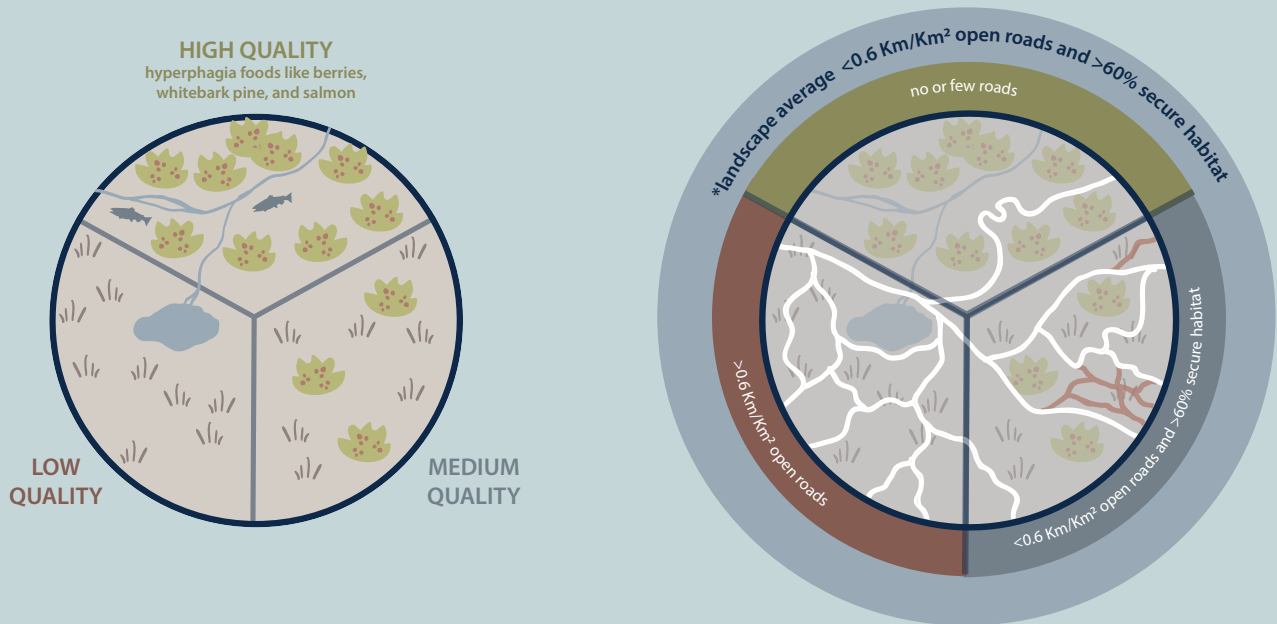 HIGH QUALITY
hyperphagia foods like berries,
whitebark pine, and salmon
LOW
QUALITY
MEDIUM
QUALITY
*landscape average <0.6 Km/Km² open roads and >60% secure habitat
no or few roads
<0.6 Km/Km² open roads
<0.6 Km/Km² open roads and >60% secure habitat